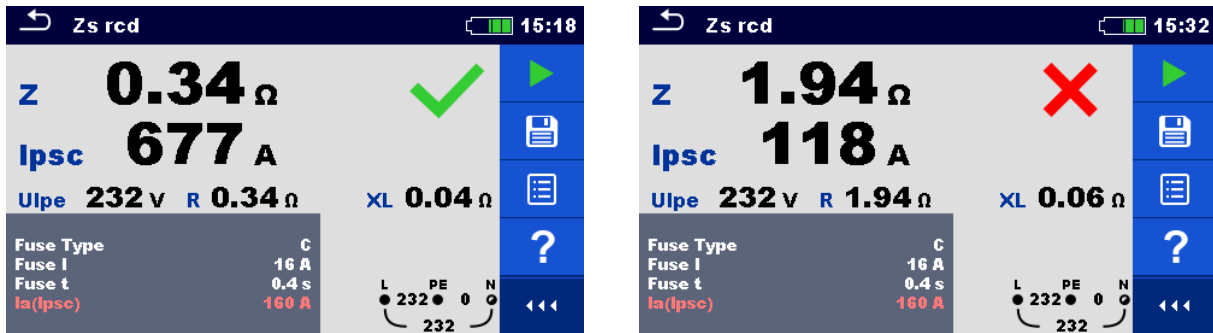 Zs rcd 15:18
Z 0.34 Ω
Ipsc 677 A
Ulpe 232 V R 0.34 Ω XL 0.04 Ω
Fuse Type C
Fuse I 16 A
Fuse t 0.4 s
Ia(Ipsc) 160 A
L PE N
232 0
232
?
Zs rcd 15:32
Z 1.94 Ω
Ipsc 118 A
Ulpe 232 V R 1.94 Ω XL 0.06 Ω
Fuse Type C
Fuse I 16 A
Fuse t 0.4 s
Ia(Ipsc) 160 A
L PE N
232 0
232
?